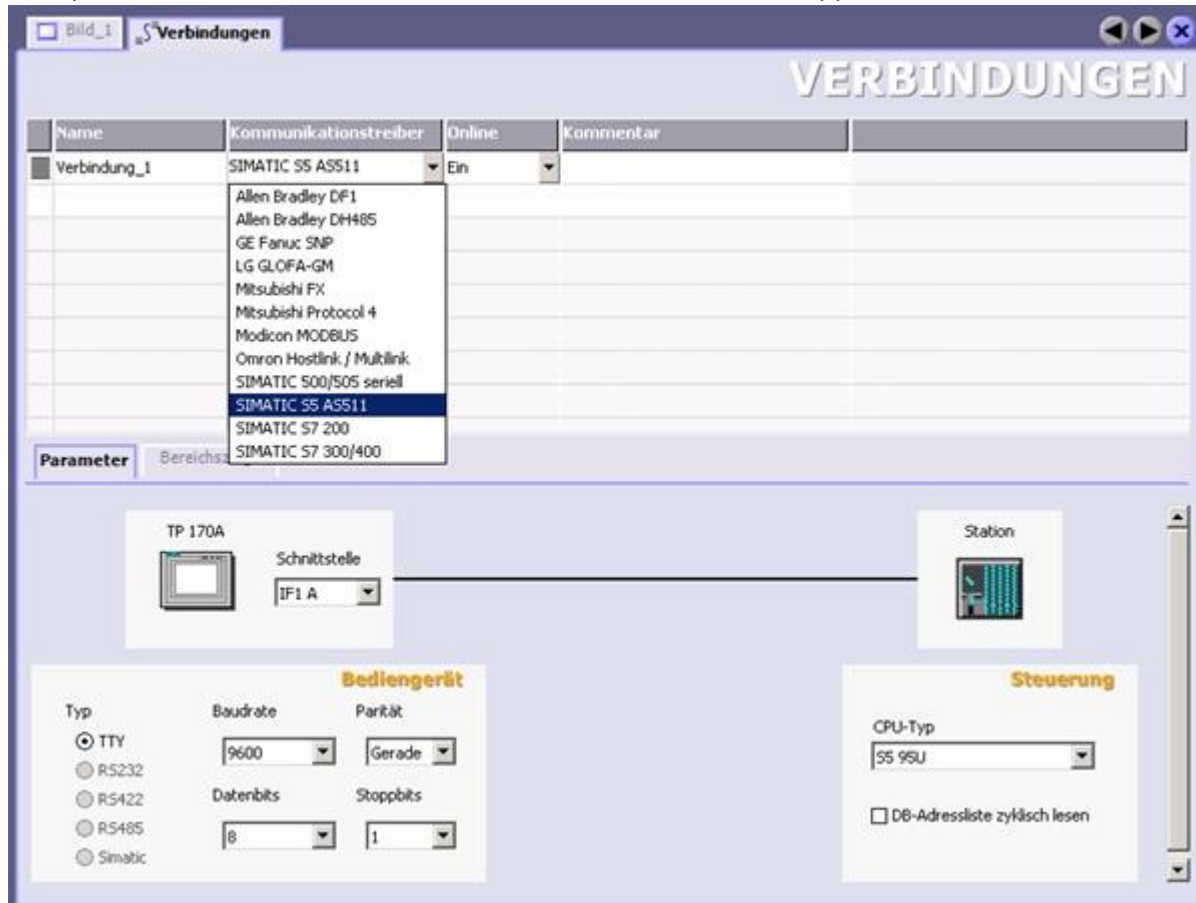 Bild_1 Verbindungen
VERBINDUNGEN
Name Kommunikationstreiber Online Kommentar
Verbindung_1 SIMATIC S5 AS511 Ein
Allen Bradley DF1
Allen Bradley DH485
GE Fanuc SNP
LG GLOFA-GM
Mitsubishi FX
Mitsubishi Protocol 4
Modicon MODBUS
Omron Hostlink / Multilink
SIMATIC 500/505 seriell
SIMATIC S5 AS511
SIMATIC S7 200
SIMATIC S7 300/400
Parameter
TP 170A
Schnittstelle
IF1 A
Station
Bediengerät
Typ Baudrate Parität
TTY
9600 Gerade
RS232
RS422 Datenbits Stoppbits
RS485
8 1
Simatic
Steuerung
CPU-Typ
S5 95U
DB-Adressliste zyklisch lesen